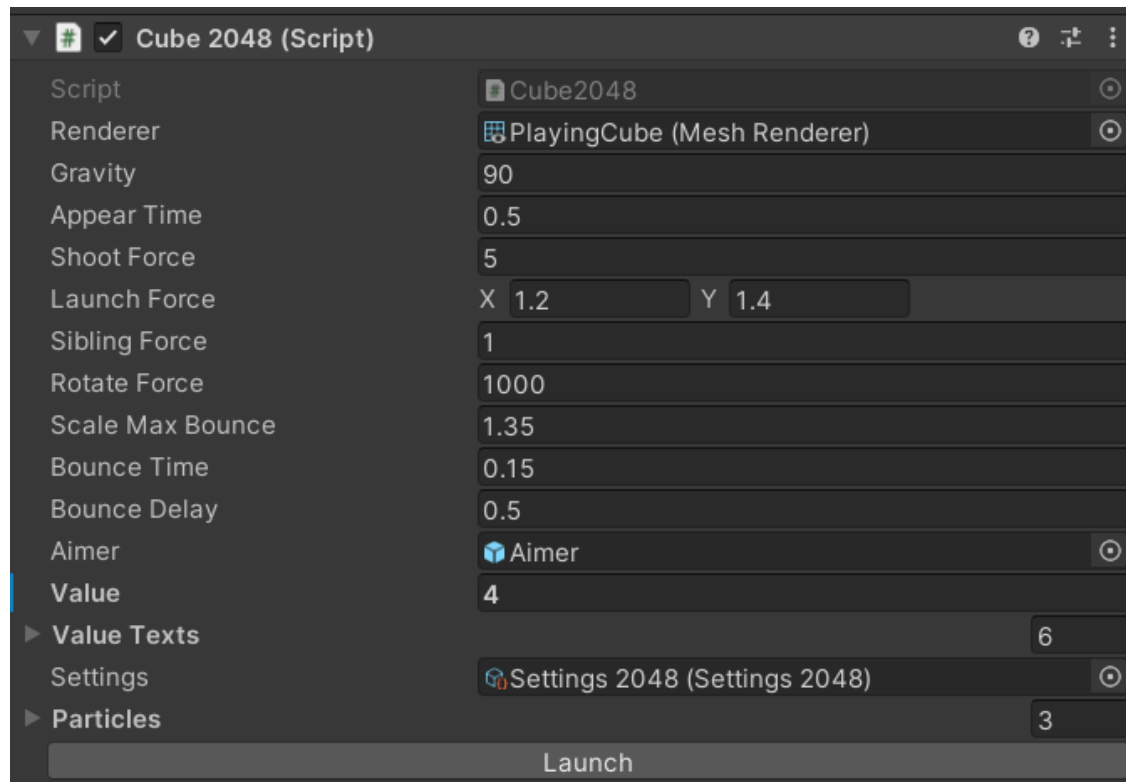 Cube 2048 (Script)
Script Cube2048
Renderer PlayingCube (Mesh Renderer)
Gravity 90
Appear Time 0.5
Shoot Force 5
Launch Force X 1.2 Y 1.4
Sibling Force 1
Rotate Force 1000
Scale Max Bounce 1.35
Bounce Time 0.15
Bounce Delay 0.5
Aimer Aimer
Value 4
Value Texts 6
Settings Settings 2048 (Settings 2048)
Particles 3
Launch